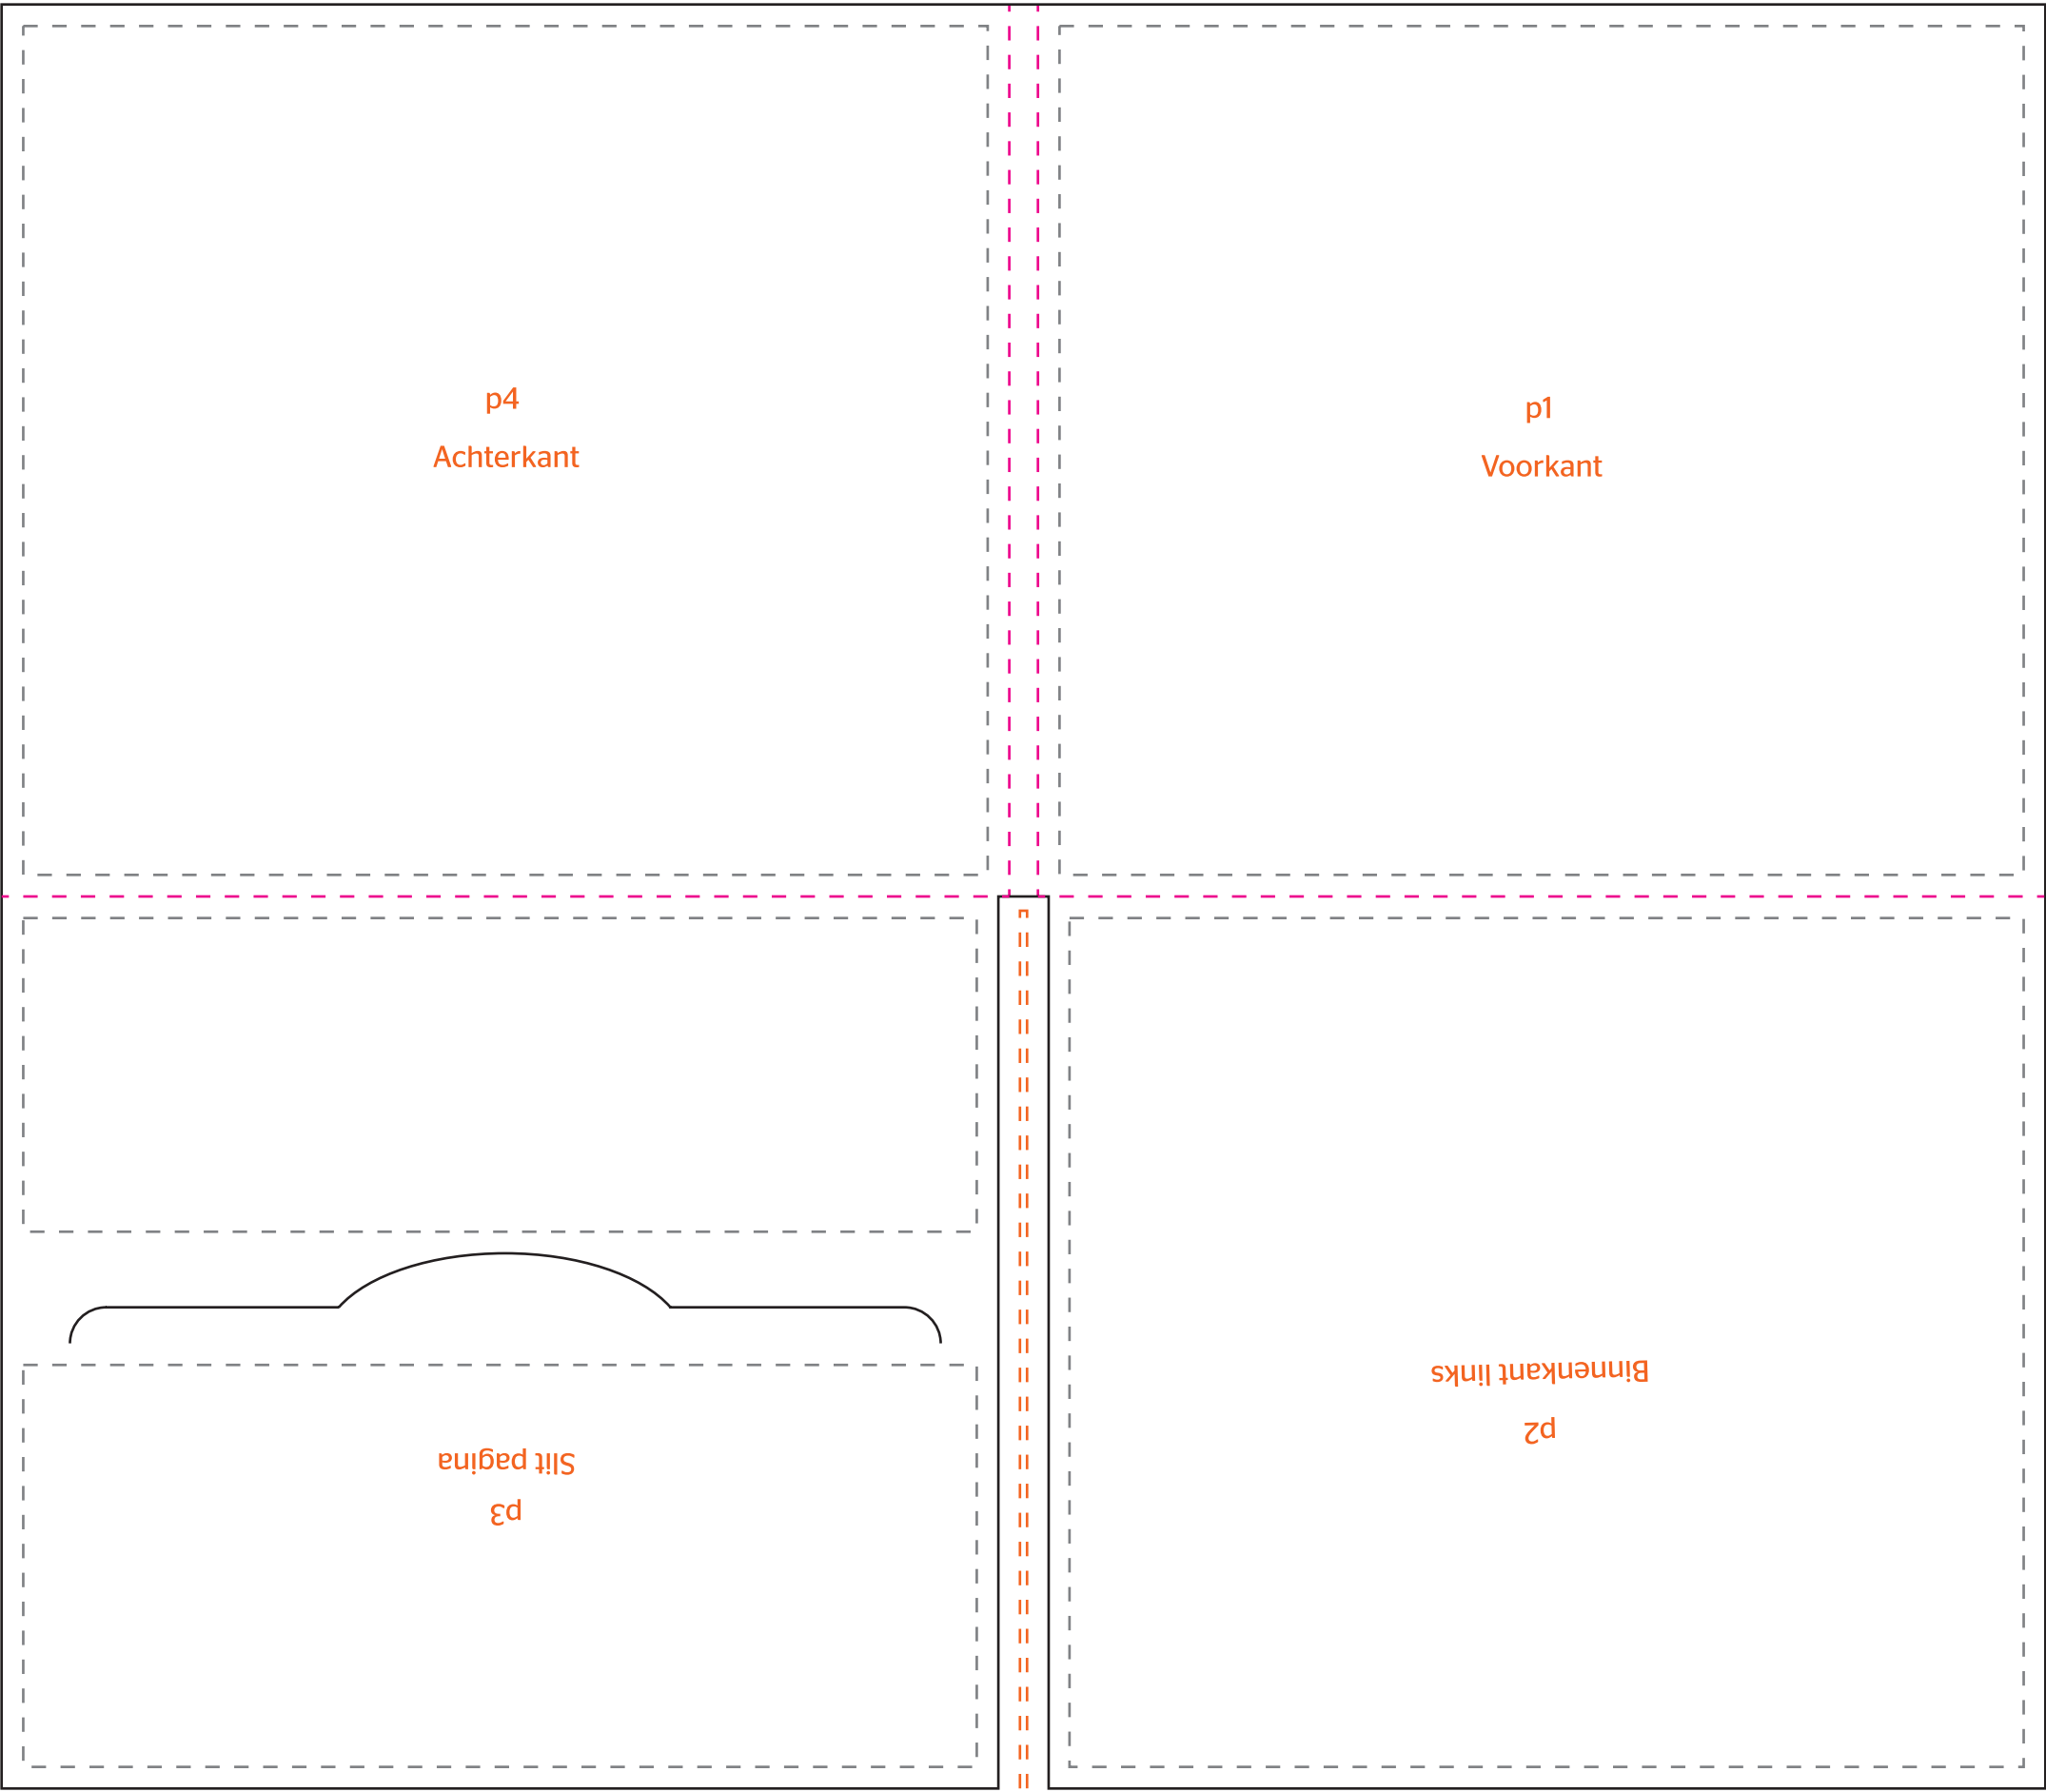 p4
Achterkant
p1
Voorkant
p3
Slit pagina
p2
Binnenkant links